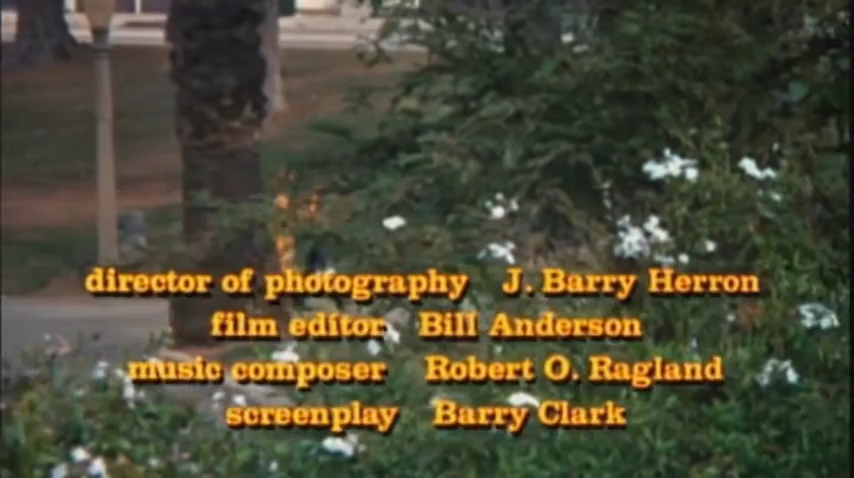 director of photography J. Barry Herron
film editor Bill Anderson
music composer Robert O. Ragland
screenplay Barry Clark